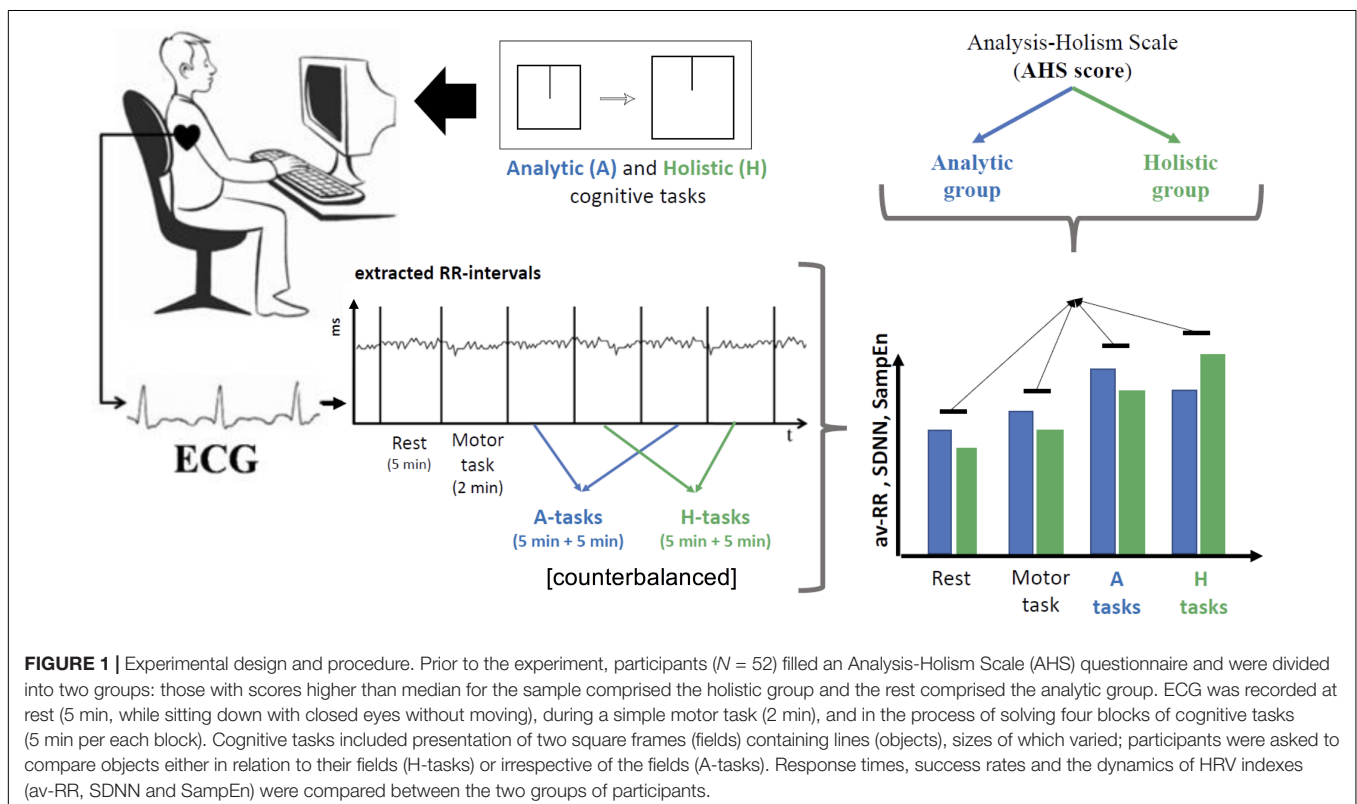 Analytic (A) and Holistic (H)
cognitive tasks
Analysis-Holism Scale
(AHS score)
Analytic
group
Holistic
group
ECG
extracted RR-intervals
ms
t
Rest
(5 min)
Motor
task
(2 min)
A-tasks
(5 min + 5 min)
H-tasks
(5 min + 5 min)
[counterbalanced]
av-RR , SDNN, SampEn
Rest
Motor
task
A
tasks
H
tasks
FIGURE 1 | Experimental design and procedure. Prior to the experiment, participants (N = 52) filled an Analysis-Holism Scale (AHS) questionnaire and were divided
into two groups: those with scores higher than median for the sample comprised the holistic group and the rest comprised the analytic group. ECG was recorded at
rest (5 min, while sitting down with closed eyes without moving), during a simple motor task (2 min), and in the process of solving four blocks of cognitive tasks
(5 min per each block). Cognitive tasks included presentation of two square frames (fields) containing lines (objects), sizes of which varied; participants were asked to
compare objects either in relation to their fields (H-tasks) or irrespective of the fields (A-tasks). Response times, success rates and the dynamics of HRV indexes
(av-RR, SDNN and SampEn) were compared between the two groups of participants.